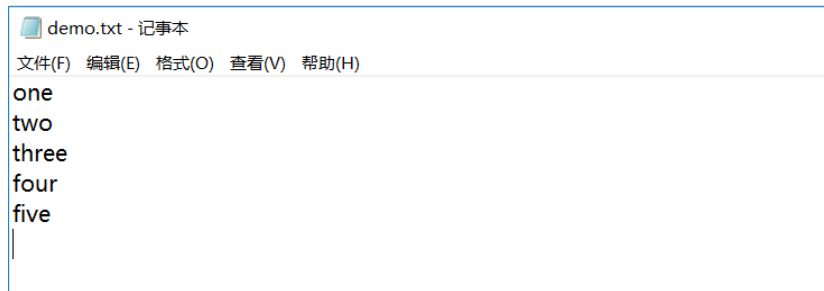 demo.txt - 记事本
文件(F) 编辑(E) 格式(O) 查看(V) 帮助(H)
one
two
three
four
five